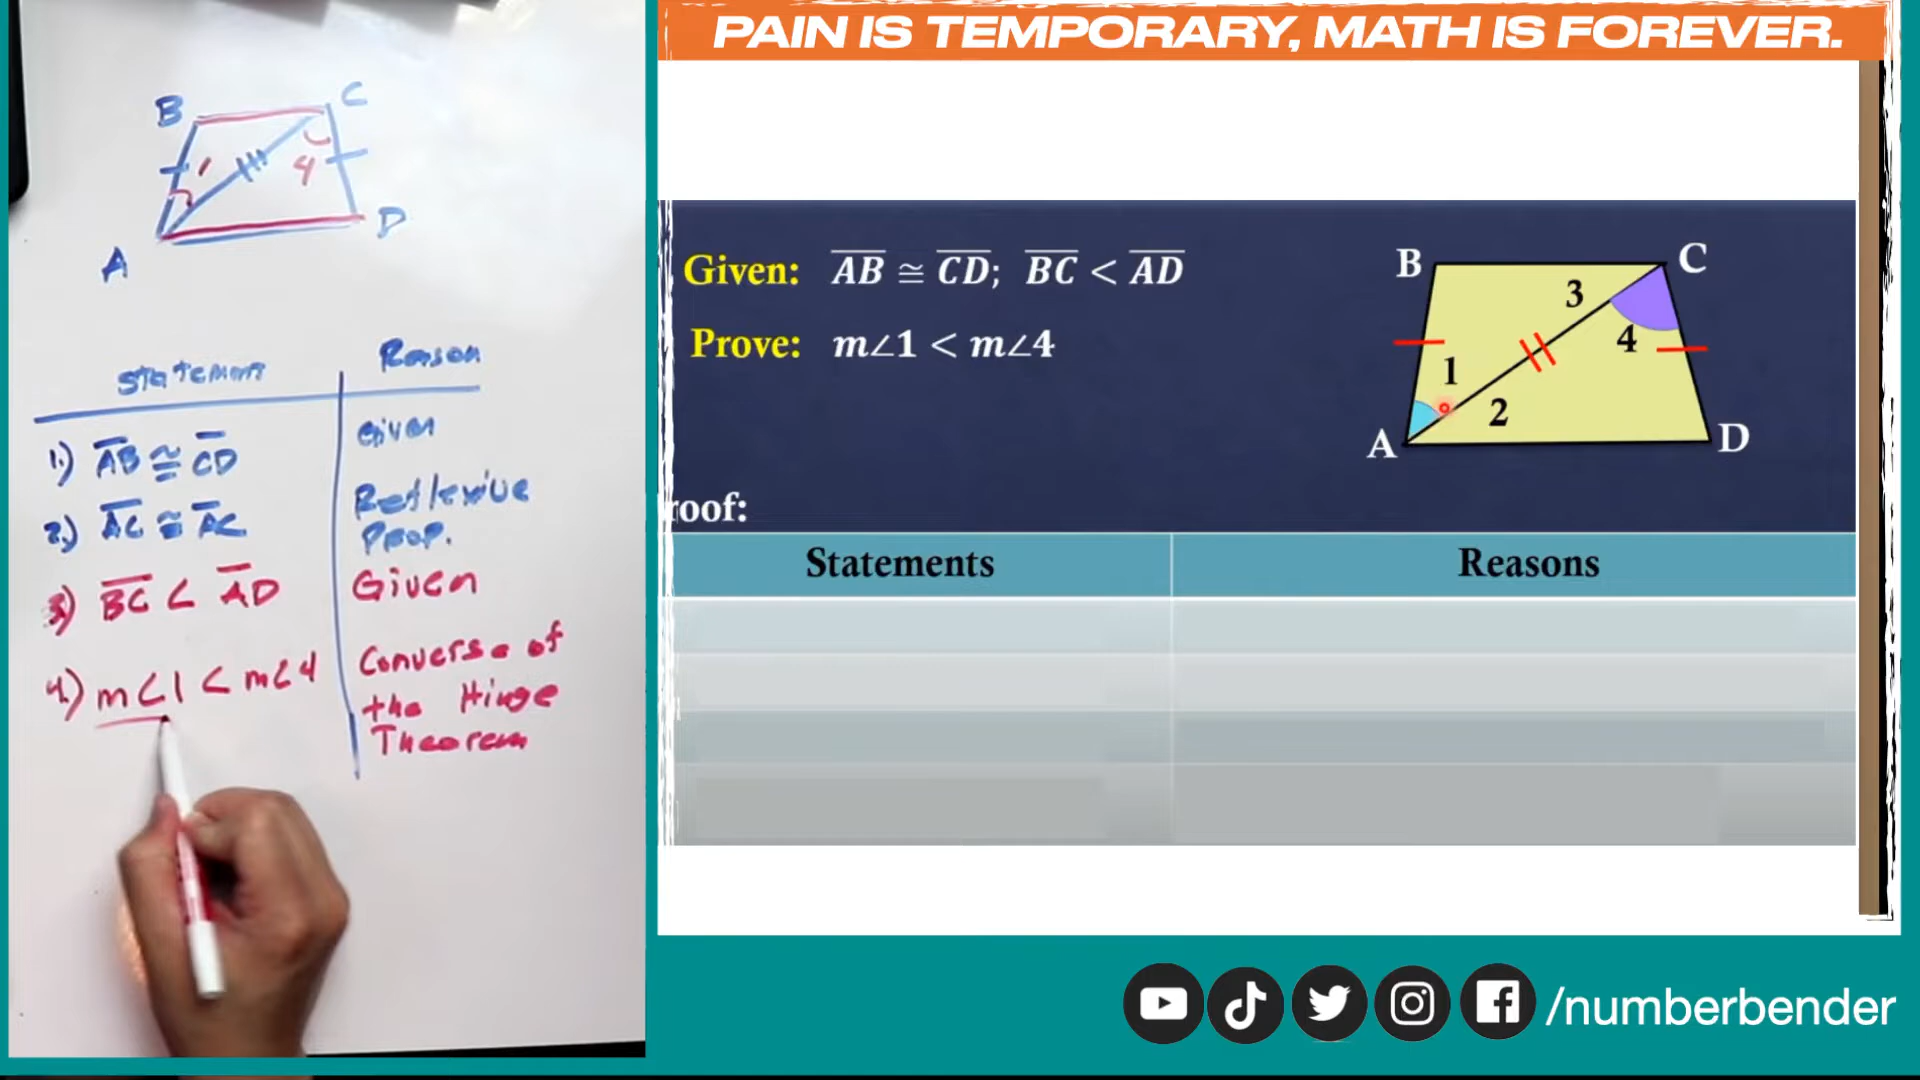 PAIN IS TEMPORARY, MATH IS FOREVER.
B
C
1
4
A
D
Statement
Reason
1.) AB ≅ CD
Given
2.) AC ≅ AC
Reflexive
Prop.
3) BC < AD
Given
4.) m∠1 < m∠4
Converse of
the Hinge
Theorem
Given: AB ≅ CD; BC < AD
Prove: m∠1 < m∠4
B
C
3
4
1
2
A
D
roof:
Statements
Reasons
/numberbender